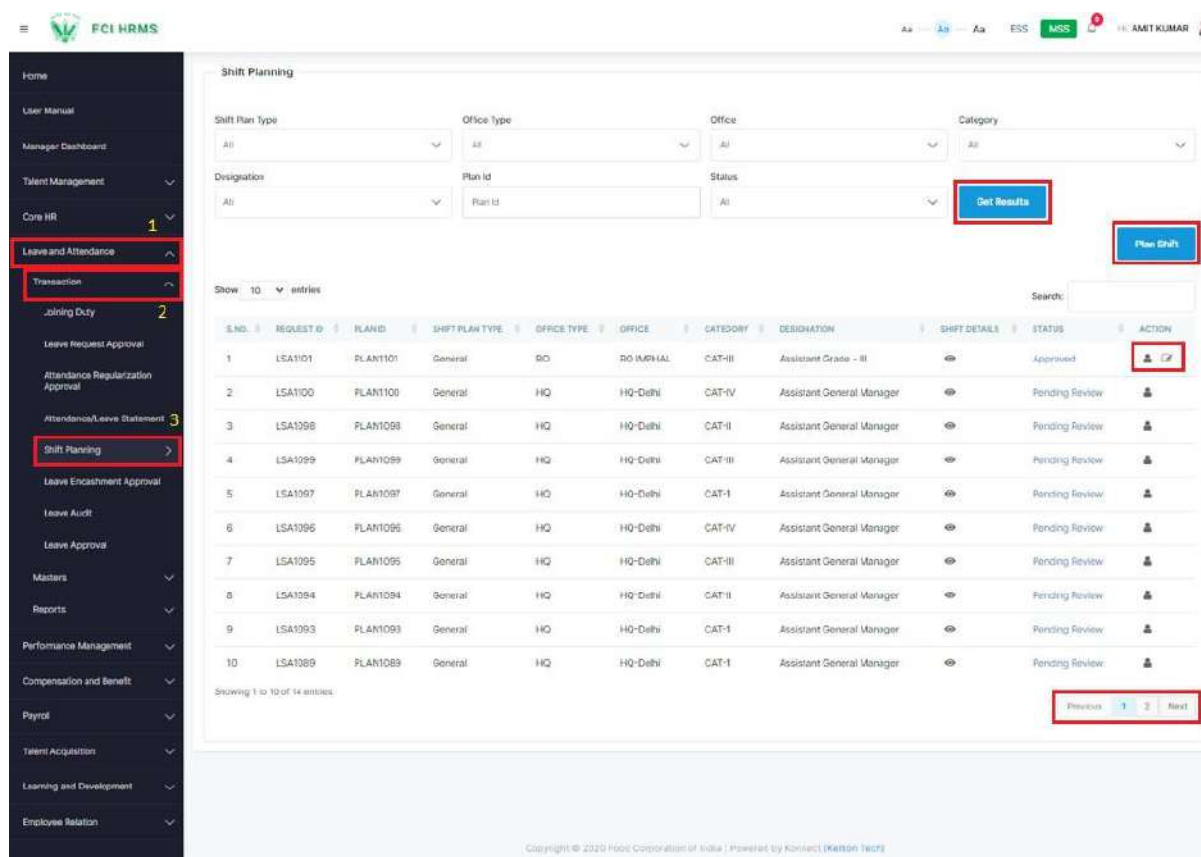 FCI HRMS
Aa Aa Aa ESS MSS 0 Hi, AMIT KUMAR
Home
User Manual
Manager Dashboard
Talent Management
Core HR
1
Leave and Attendance
Transaction
2
Joining Duty
Leave Request Approval
Attendance Regularization
Approval
Attendance/Leave Statement
3
Shift Planning
Leave Encashment Approval
Leave Audit
Leave Approval
Masters
Reports
Performance Management
Compensation and Benefit
Payrol
Talent Acquisition
Learning and Development
Employee Relation
Shift Planning
Shift Plan Type Office Type Office Category
All All All All
Designation Plan Id Status
All Plan Id All Get Results
Plan Shift
Show 10 entries Search:
S.NO. REQUEST ID PLAN ID SHIFT PLAN TYPE OFFICE TYPE OFFICE CATEGORY DESIGNATION SHIFT DETAILS STATUS ACTION
1 LSA1101 PLAN1101 General RO RO IMPHAL CAT-III Assistant Grade - III Approved
2 LSA1100 PLAN1100 General HQ HQ-Delhi CAT-IV Assistant General Manager Pending Review
3 LSA1098 PLAN1098 General HQ HQ-Delhi CAT-II Assistant General Manager Pending Review
4 LSA1099 PLAN1099 General HQ HQ-Delhi CAT-III Assistant General Manager Pending Review
5 LSA1097 PLAN1097 General HQ HQ-Delhi CAT-1 Assistant General Manager Pending Review
6 LSA1096 PLAN1096 General HQ HQ-Delhi CAT-IV Assistant General Manager Pending Review
7 LSA1095 PLAN1095 General HQ HQ-Delhi CAT-III Assistant General Manager Pending Review
8 LSA1094 PLAN1094 General HQ HQ-Delhi CAT-II Assistant General Manager Pending Review
9 LSA1093 PLAN1093 General HQ HQ-Delhi CAT-1 Assistant General Manager Pending Review
10 LSA1089 PLAN1089 General HQ HQ-Delhi CAT-1 Assistant General Manager Pending Review
Showing 1 to 10 of 14 entries
Previous 1 2 Next
Copyright © 2020 Food Corporation of India | Powered by Konnect (Kellton Tech)